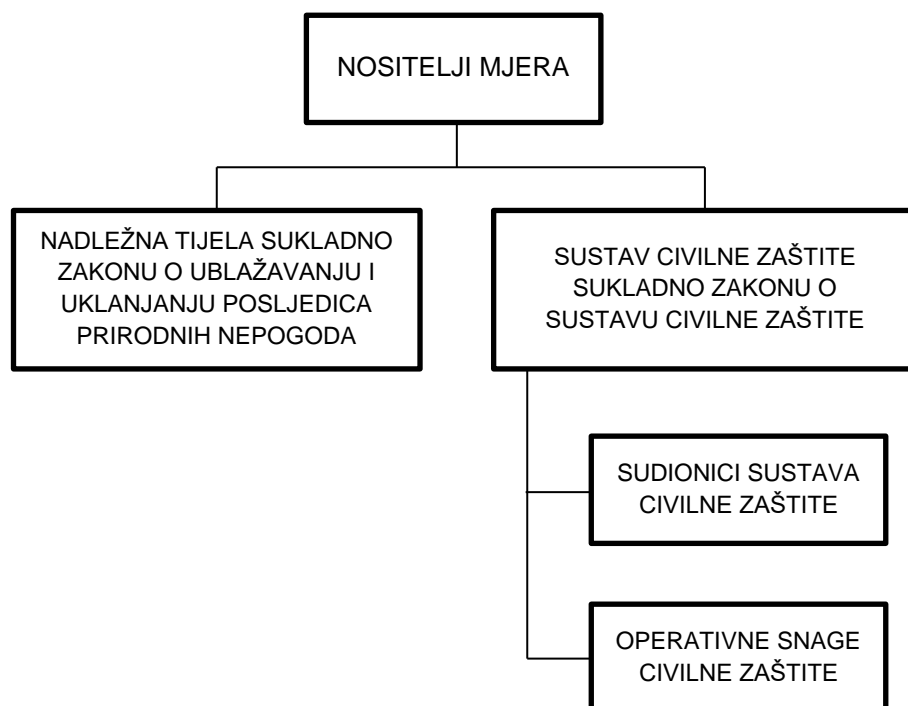 NOSITELJI MJERA
NADLEŽNA TIJELA SUKLADNO
ZAKONU O UBLAŽAVANJU I
UKLANJANJU POSLJEDICA
PRIRODNIH NEPOGODA
SUSTAV CIVILNE ZAŠTITE
SUKLADNO ZAKONU O
SUSTAVU CIVILNE ZAŠTITE
SUDIONICI SUSTAVA
CIVILNE ZAŠTITE
OPERATIVNE SNAGE
CIVILNE ZAŠTITE